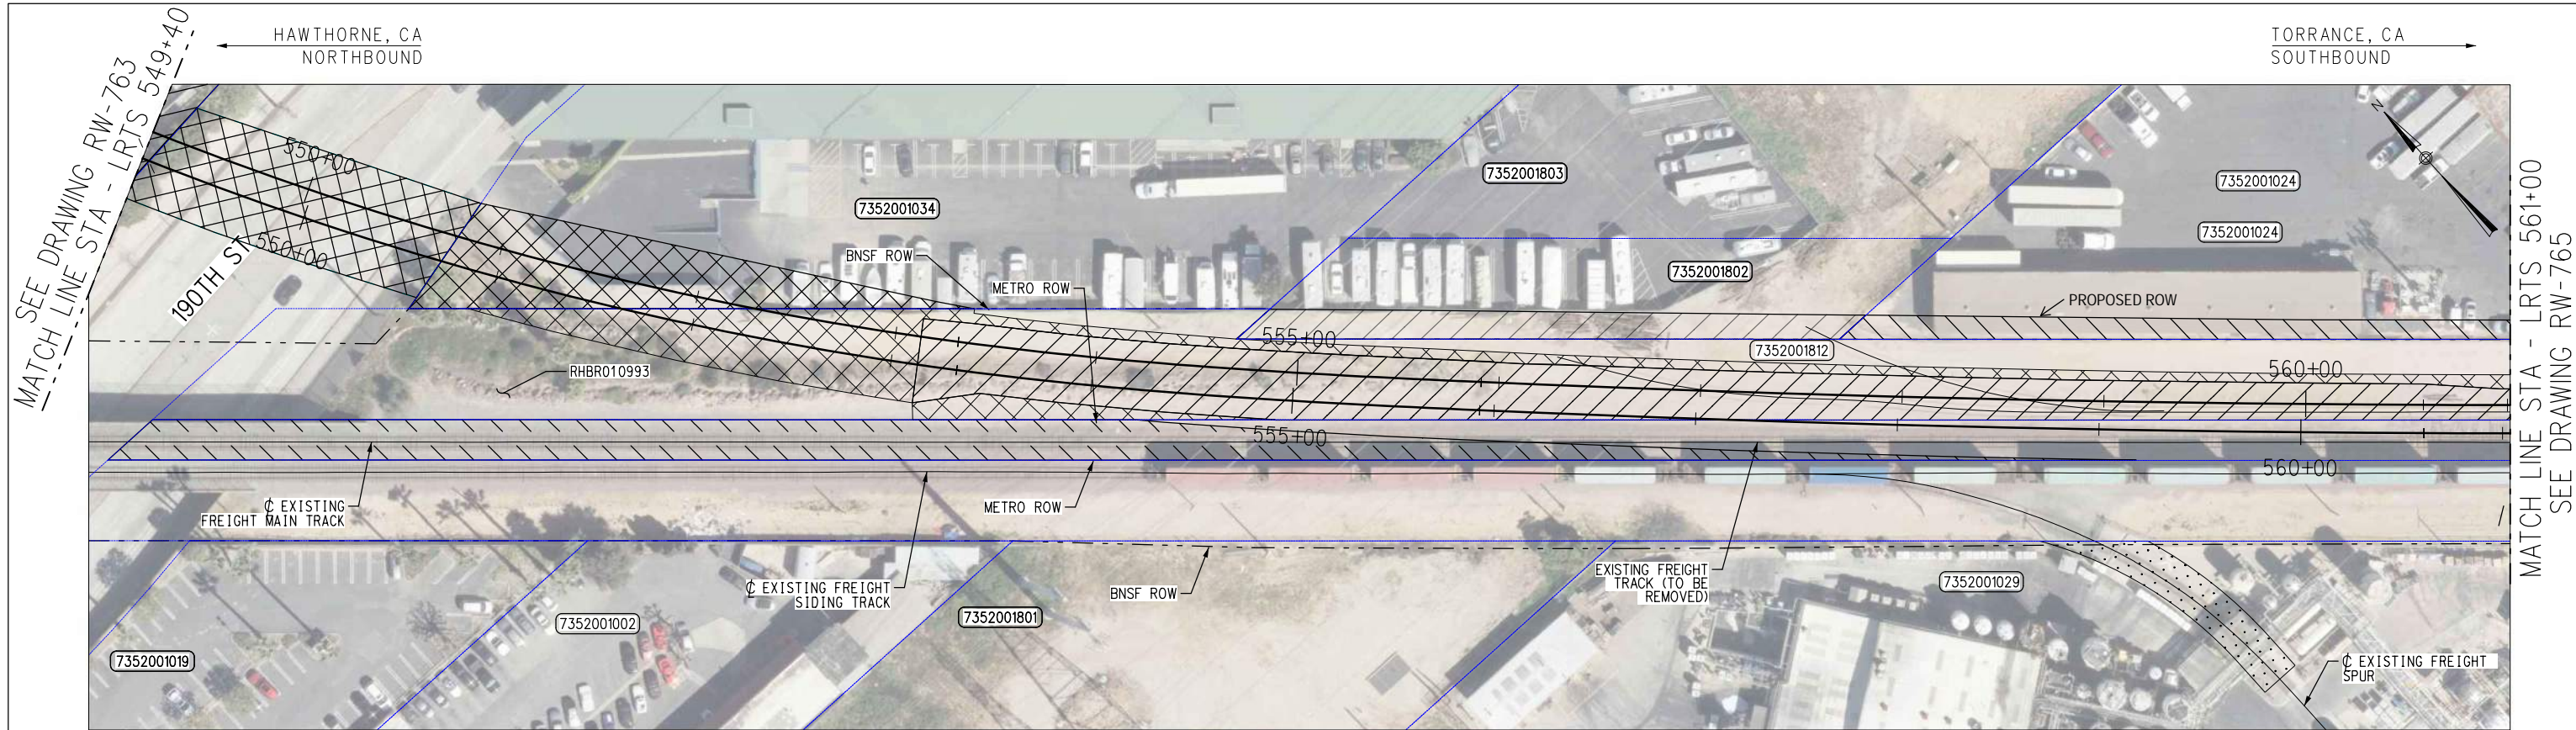 HAWTHORNE, CA
NORTHBOUND
TORRANCE, CA
SOUTHBOUND
SEE DRAWING RW-763
MATCH LINE STA - LRTS 549+40
190TH ST
550+00
550+00
7352001034
BNSF ROW
METRO ROW
7352001803
7352001802
7352001024
7352001024
N
PROPOSED ROW
RHBR010993
555+00
7352001812
560+00
555+00
560+00
₵ EXISTING
FREIGHT MAIN TRACK
METRO ROW
₵ EXISTING FREIGHT
SIDING TRACK
BNSF ROW
EXISTING FREIGHT
TRACK (TO BE
REMOVED)
7352001029
7352001019
7352001002
7352001801
₵ EXISTING FREIGHT
SPUR
MATCH LINE STA - LRTS 561+00
SEE DRAWING RW-765